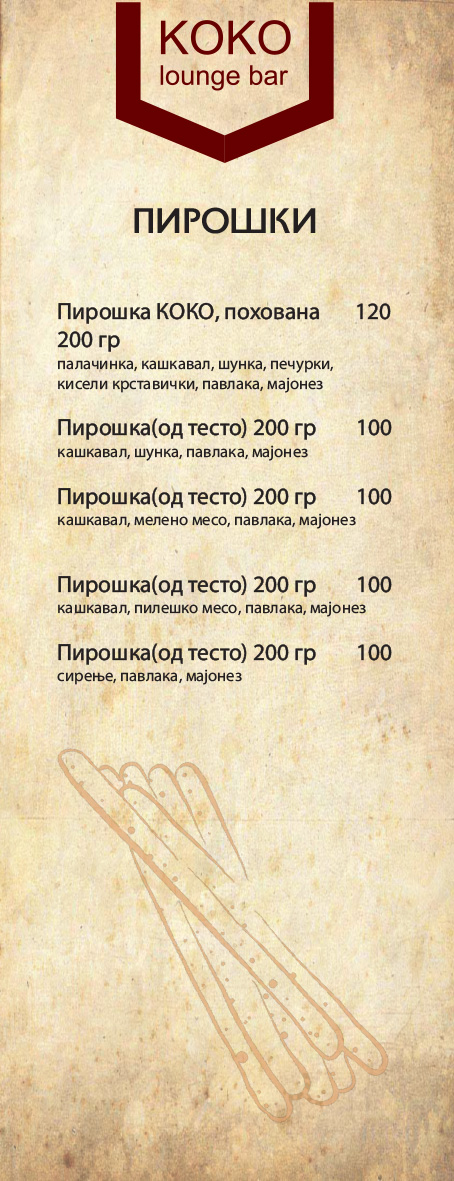 KOKO
lounge bar
ПИРОШКИ
Пирошка КОКО, похована 120
200 гр
палачинка, кашкавал, шунка, печурки,
кисели крставички, павлака, мајонез
Пирошка(од тесто) 200 гр 100
кашкавал, шунка, павлака, мајонез
Пирошка(од тесто) 200 гр 100
кашкавал, мелено месо, павлака, мајонез
Пирошка(од тесто) 200 гр 100
кашкавал, пилешко месо, павлака, мајонез
Пирошка(од тесто) 200 гр 100
сирење, павлака, мајонез